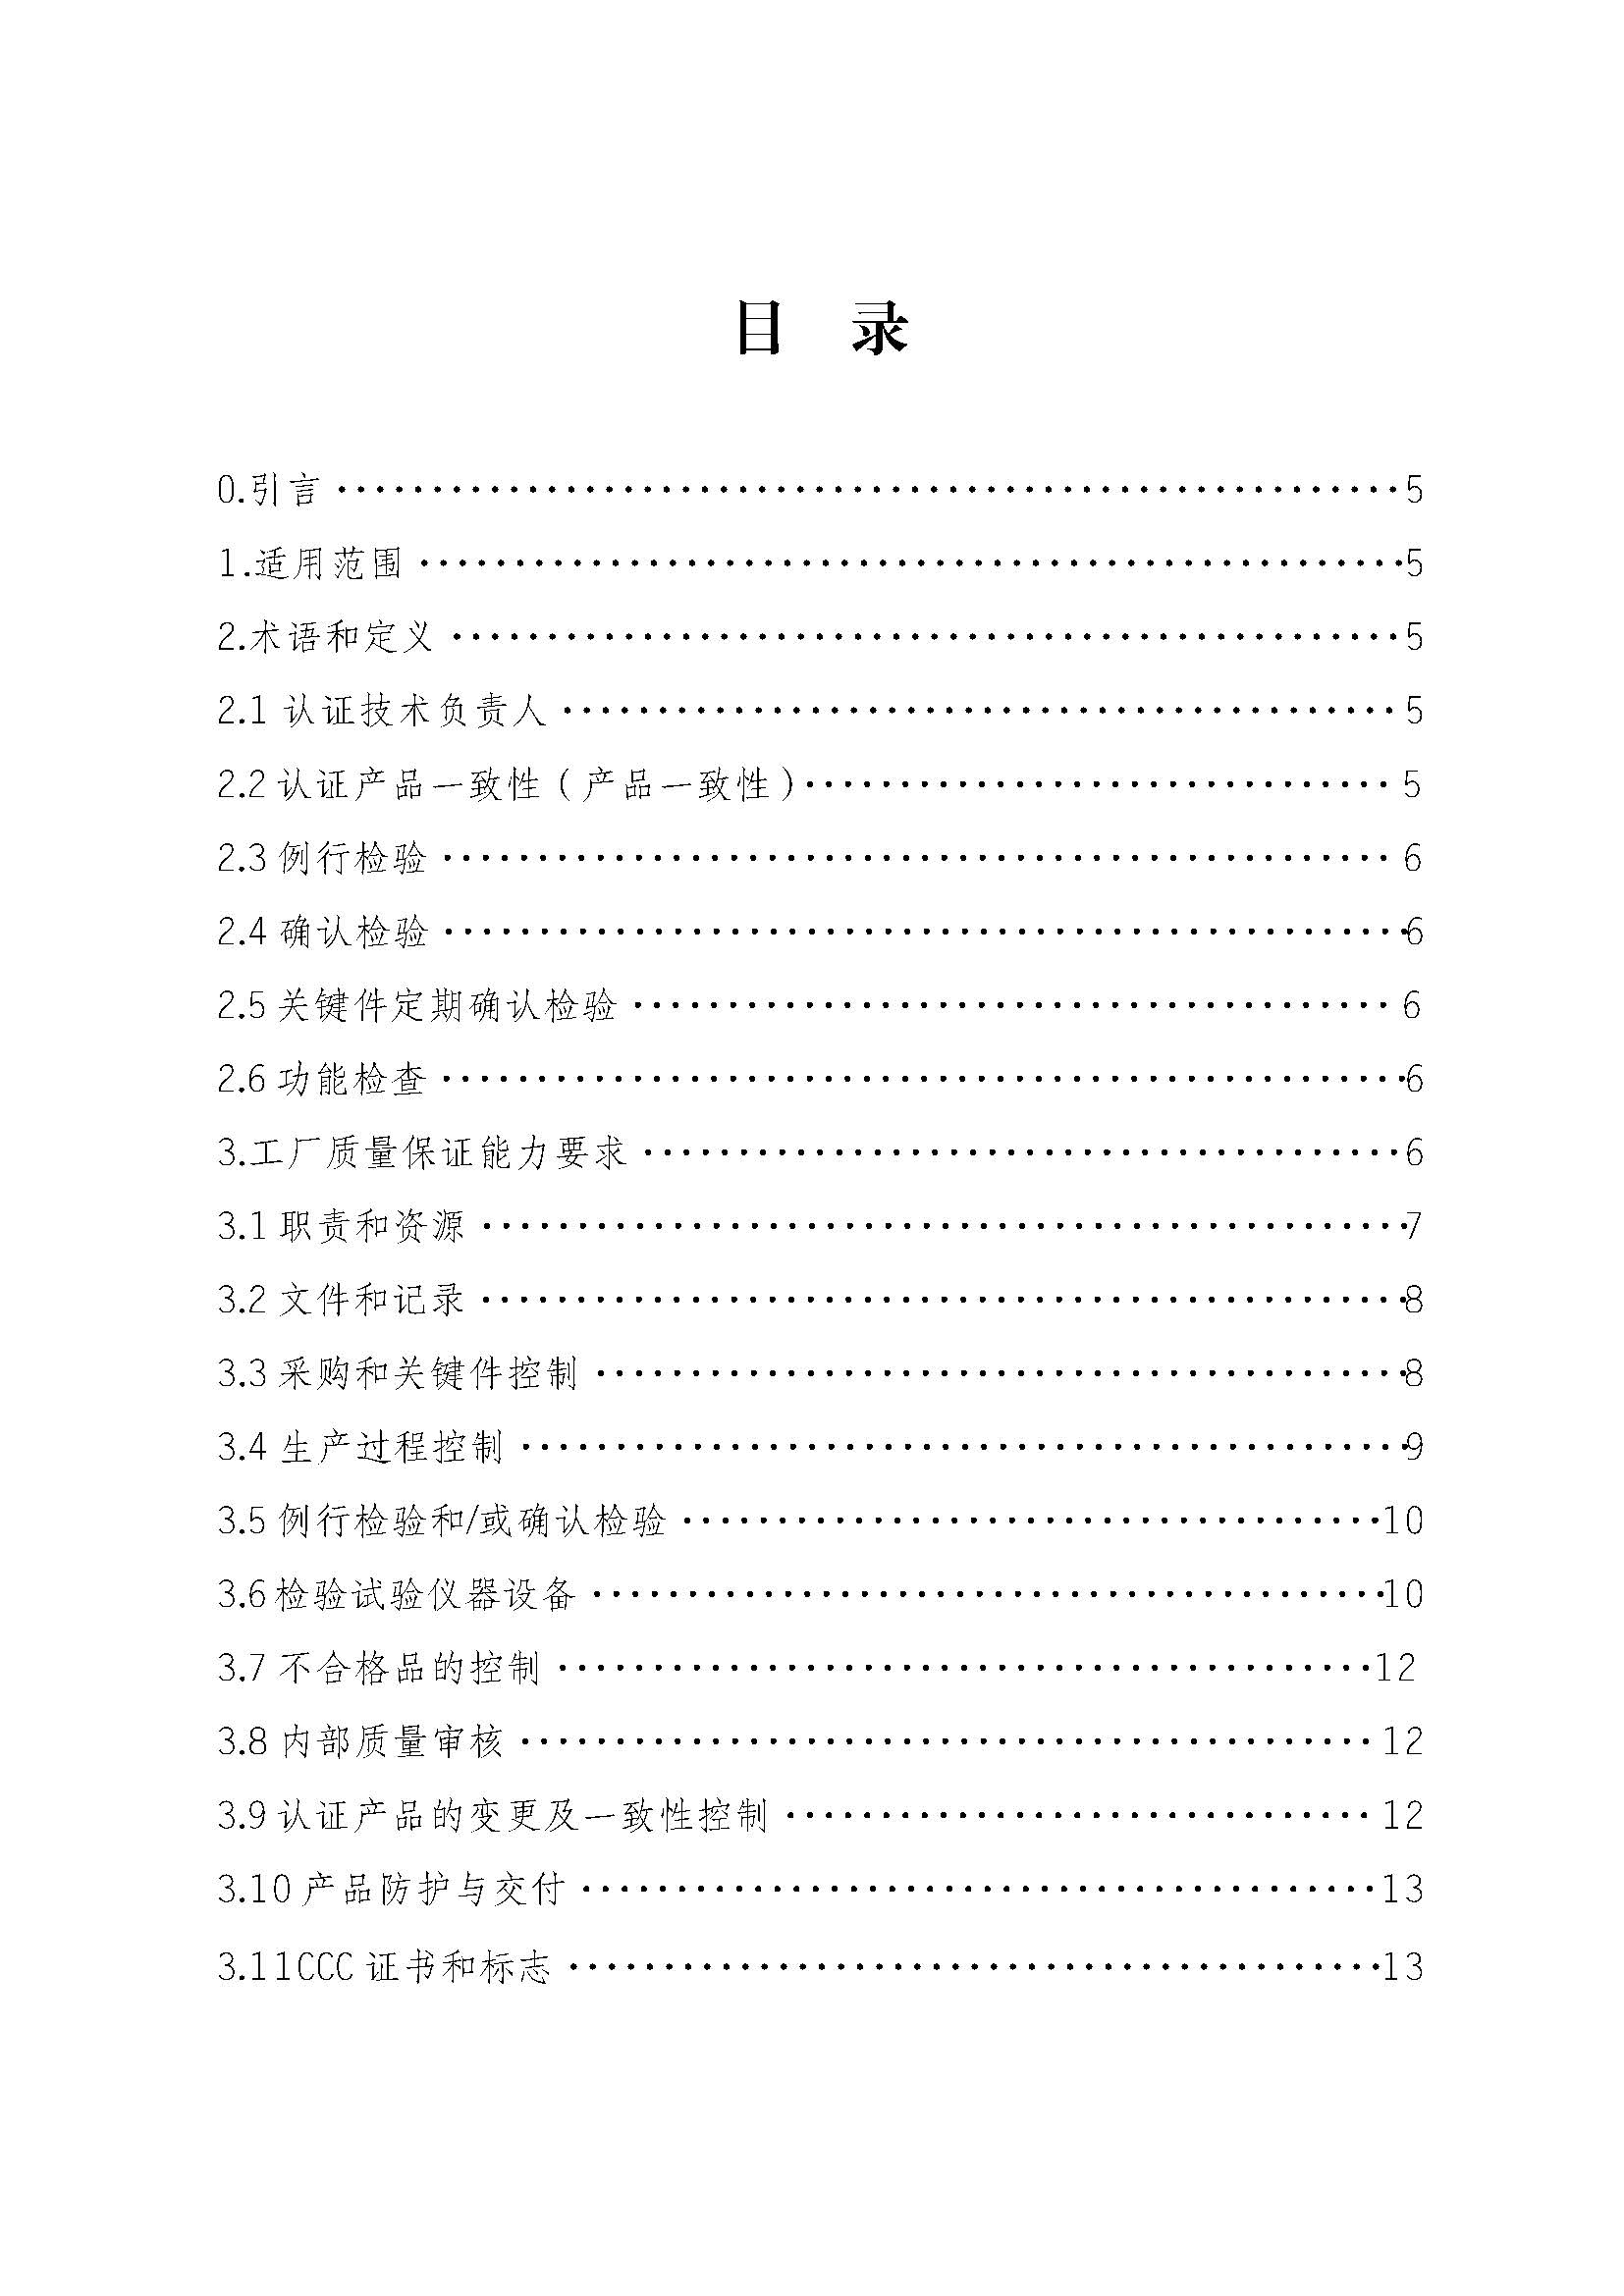 目 录
0.引言 ······················································ 5
1.适用范围 ··················································5
2.术语和定义 ················································ 5
2.1 认证技术负责人 ·········································· 5
2.2 认证产品一致性（产品一致性）······························ 5
2.3 例行检验 ················································ 6
2.4 确认检验 ················································6
2.5 关键件定期确认检验 ······································ 6
2.6 功能检查 ················································6
3.工厂质量保证能力要求 ······································ 6
3.1 职责和资源 ··············································7
3.2 文件和记录 ··············································8
3.3 采购和关键件控制 ········································8
3.4 生产过程控制 ············································9
3.5 例行检验和/或确认检验 ····································10
3.6 检验试验仪器设备 ········································10
3.7 不合格品的控制 ··········································12
3.8 内部质量审核 ············································ 12
3.9 认证产品的变更及一致性控制 ······························ 12
3.10 产品防护与交付 ········································· 13
3.11CCC 证书和标志 ··········································13